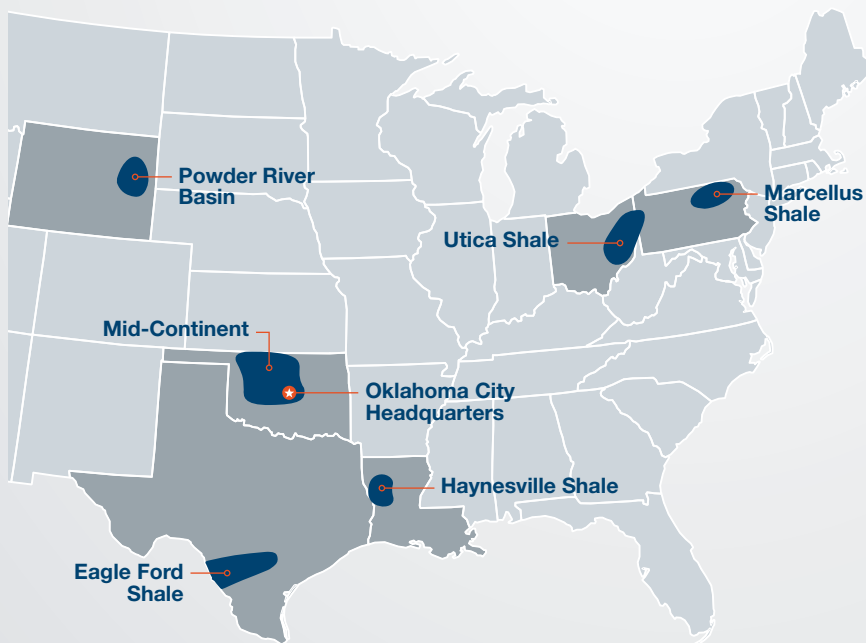 Powder River
Basin
Marcellus
Shale
Utica Shale
Mid-Continent
Oklahoma City
Headquarters
Haynesville Shale
Eagle Ford
Shale